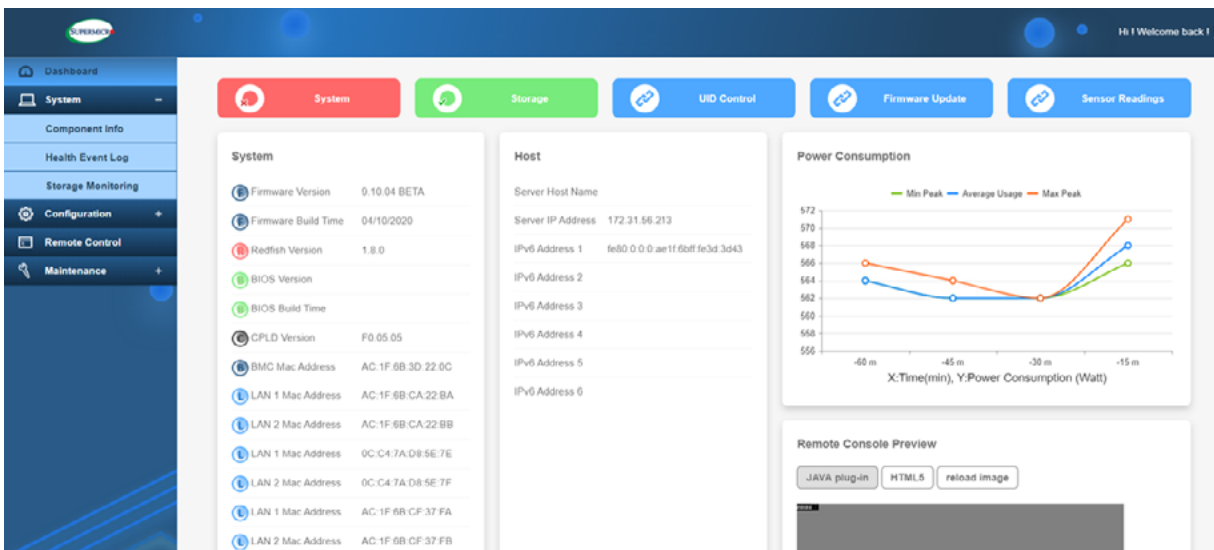 SUPERMICR
Hi ! Welcome back !
Dashboard
System −
Component Info
Health Event Log
Storage Monitoring
Configuration +
Remote Control
Maintenance +
System
Storage
UID Control
Firmware Update
Sensor Readings
System
Firmware Version 9.10.04 BETA
Firmware Build Time 04/10/2020
Redfish Version 1.8.0
BIOS Version
BIOS Build Time
CPLD Version F0.05.05
BMC Mac Address AC:1F:6B:3D:22:0C
LAN 1 Mac Address AC:1F:6B:CA:22:BA
LAN 2 Mac Address AC:1F:6B:CA:22:BB
LAN 1 Mac Address 0C:C4:7A:D8:5E:7E
LAN 2 Mac Address 0C:C4:7A:D8:5E:7F
LAN 1 Mac Address AC:1F:6B:CF:37:FA
LAN 2 Mac Address AC:1F:6B:CF:37:FB
Host
Server Host Name
Server IP Address 172.31.56.213
IPv6 Address 1 fe80:0:0:0:ae1f:6bff:fe3d:3d43
IPv6 Address 2
IPv6 Address 3
IPv6 Address 4
IPv6 Address 5
IPv6 Address 6
Power Consumption
Min Peak Average Usage Max Peak
572
570
568
566
564
562
560
558
556
-60 m -45 m -30 m -15 m
X:Time(min), Y:Power Consumption (Watt)
Remote Console Preview
JAVA plug-in HTML5 reload image